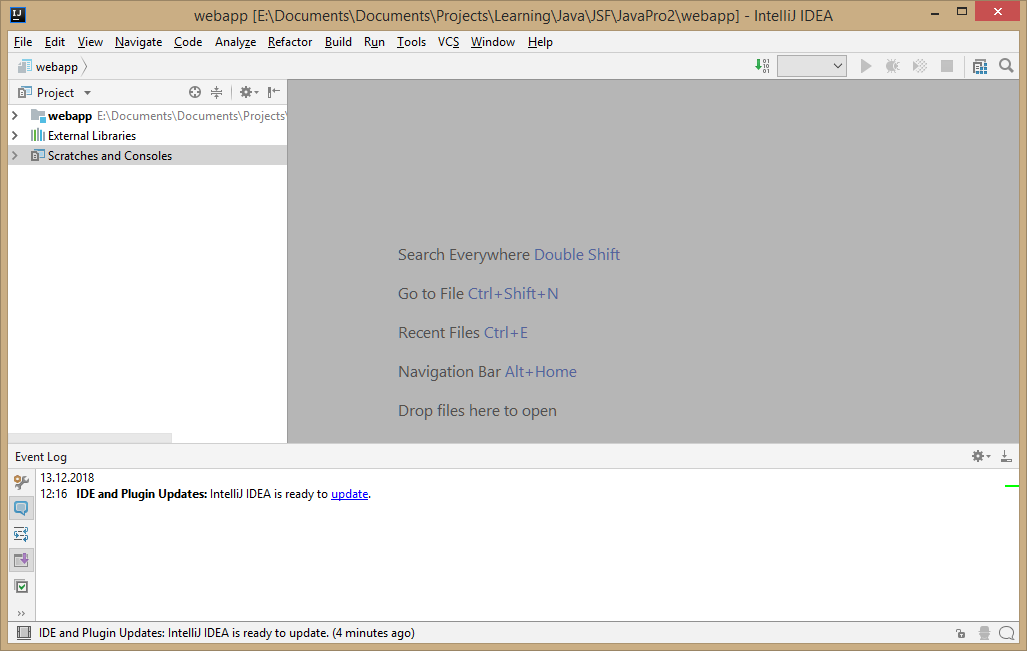 webapp [E:\Documents\Documents\Projects\Learning\Java\JSF\JavaPro2\webapp] - IntelliJ IDEA
File Edit View Navigate Code Analyze Refactor Build Run Tools VCS Window Help
webapp
Project
webapp E:\Documents\Documents\Projects\
External Libraries
Scratches and Consoles
Search Everywhere Double Shift
Go to File Ctrl+Shift+N
Recent Files Ctrl+E
Navigation Bar Alt+Home
Drop files here to open
Event Log
13.12.2018
12:16 IDE and Plugin Updates: IntelliJ IDEA is ready to update.
IDE and Plugin Updates: IntelliJ IDEA is ready to update. (4 minutes ago)